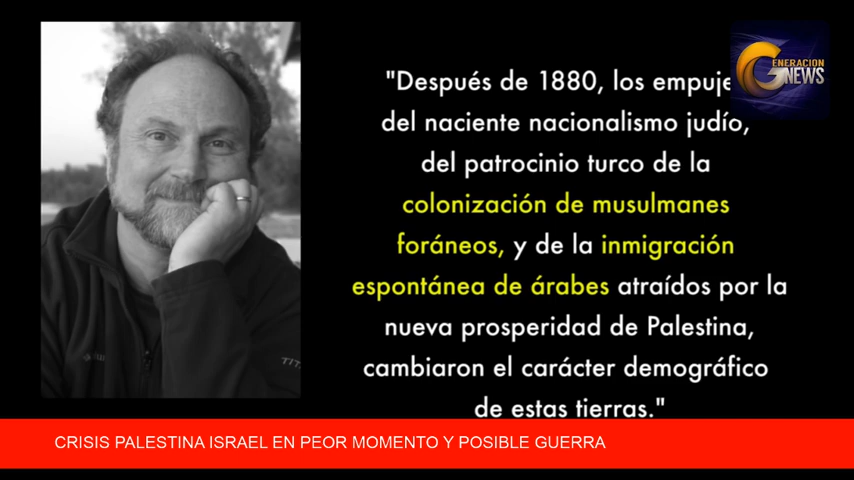 "Después de 1880, los empuje
del naciente nacionalismo judío,
del patrocinio turco de la
colonización de musulmanes
foráneos, y de la inmigración
espontánea de árabes atraídos por la
nueva prosperidad de Palestina,
cambiaron el carácter demográfico
de estas tierras."
GENERACION
NEWS
CRISIS PALESTINA ISRAEL EN PEOR MOMENTO Y POSIBLE GUERRA